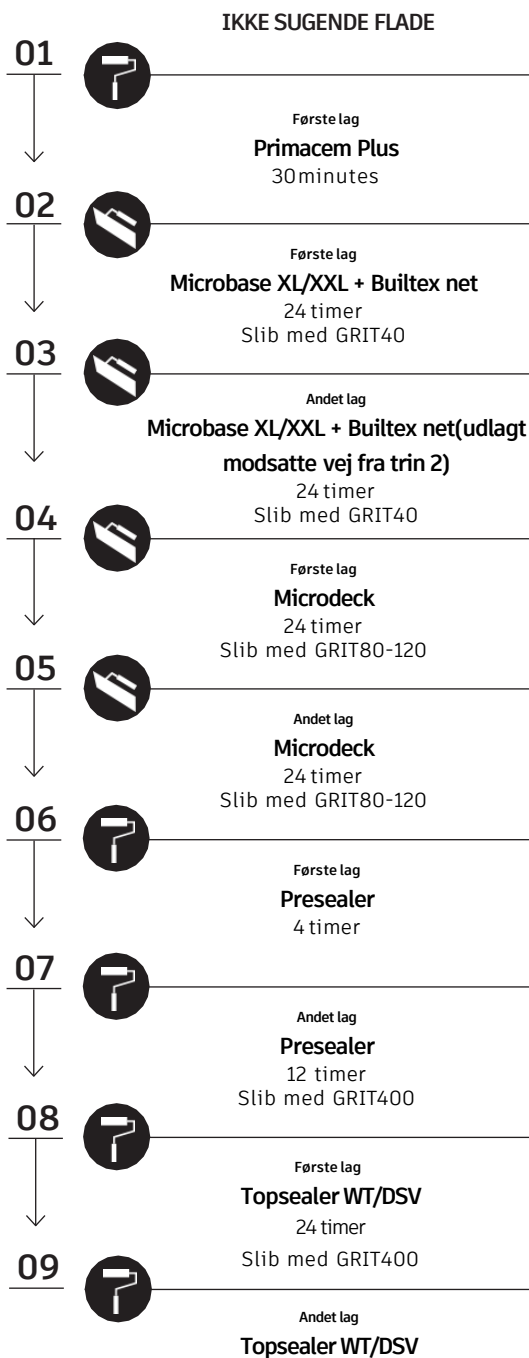 IKKE SUGENDE FLADE
01
Første lag
Primacem Plus
30minutes
02
Første lag
Microbase XL/XXL + Builtex net
24 timer
Slib med GRIT40
03
Andet lag
Microbase XL/XXL + Builtex net(udlagt
modsatte vej fra trin 2)
24 timer
Slib med GRIT40
04
Første lag
Microdeck
24 timer
Slib med GRIT80-120
05
Andet lag
Microdeck
24 timer
Slib med GRIT80-120
06
Første lag
Presealer
4 timer
07
Andet lag
Presealer
12 timer
Slib med GRIT400
08
Første lag
Topsealer WT/DSV
24 timer
Slib med GRIT400
09
Andet lag
Topsealer WT/DSV